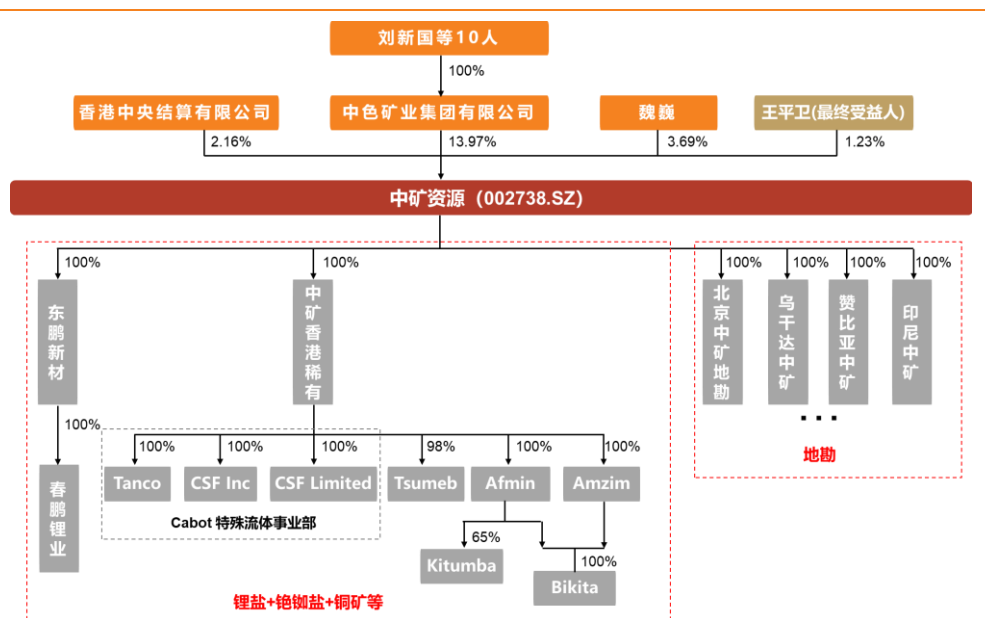 刘新国等10人
100%
香港中央结算有限公司
中色矿业集团有限公司
魏巍
王平卫(最终受益人)
2.16%
13.97%
3.69%
1.23%
中矿资源（002738.SZ）
100%
100%
100%
100%
100%
100%
东鹏新材
中矿香港稀有
北京中矿地勘
乌干达中矿
赞比亚中矿
印尼中矿
...
100%
100%
100%
100%
98%
100%
100%
地勘
春鹏锂业
Tanco
CSF Inc
CSF Limited
Tsumeb
Afmin
Amzim
Cabot 特殊流体事业部
65%
100%
Kitumba
Bikita
锂盐+铯铷盐+铜矿等